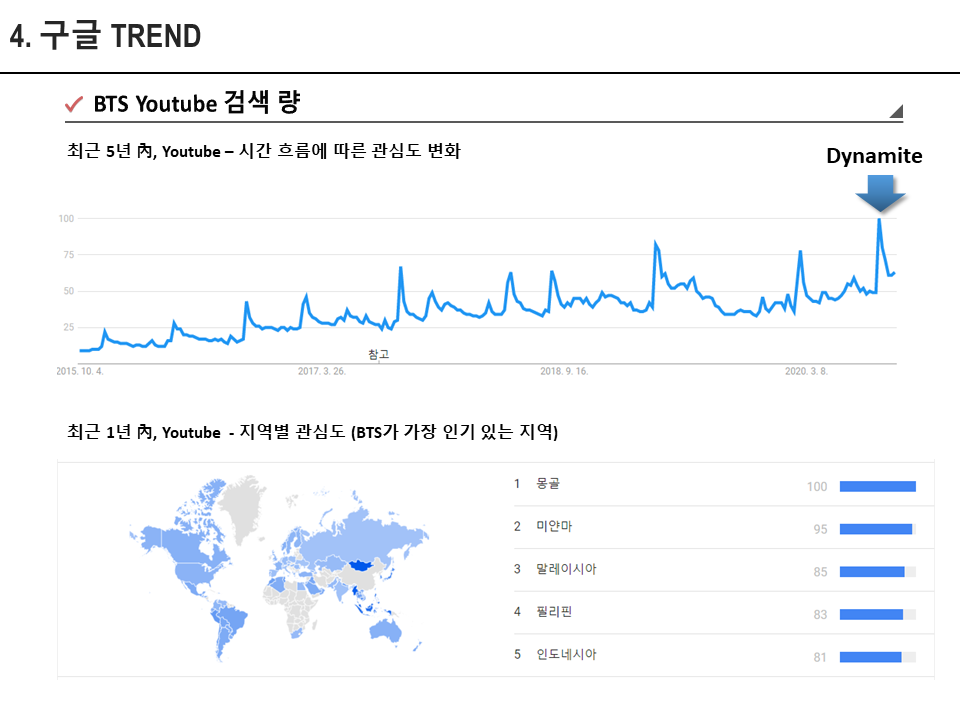 4. 구글 TREND
BTS Youtube 검색 량
최근 5년 內, Youtube – 시간 흐름에 따른 관심도 변화
Dynamite
100
75
50
25
참고
2015. 10. 4.
2017. 3. 26.
2018. 9. 16.
2020. 3. 8.
최근 1년 內, Youtube - 지역별 관심도 (BTS가 가장 인기 있는 지역)
1 몽골 100
2 미얀마 95
3 말레이시아 85
4 필리핀 83
5 인도네시아 81